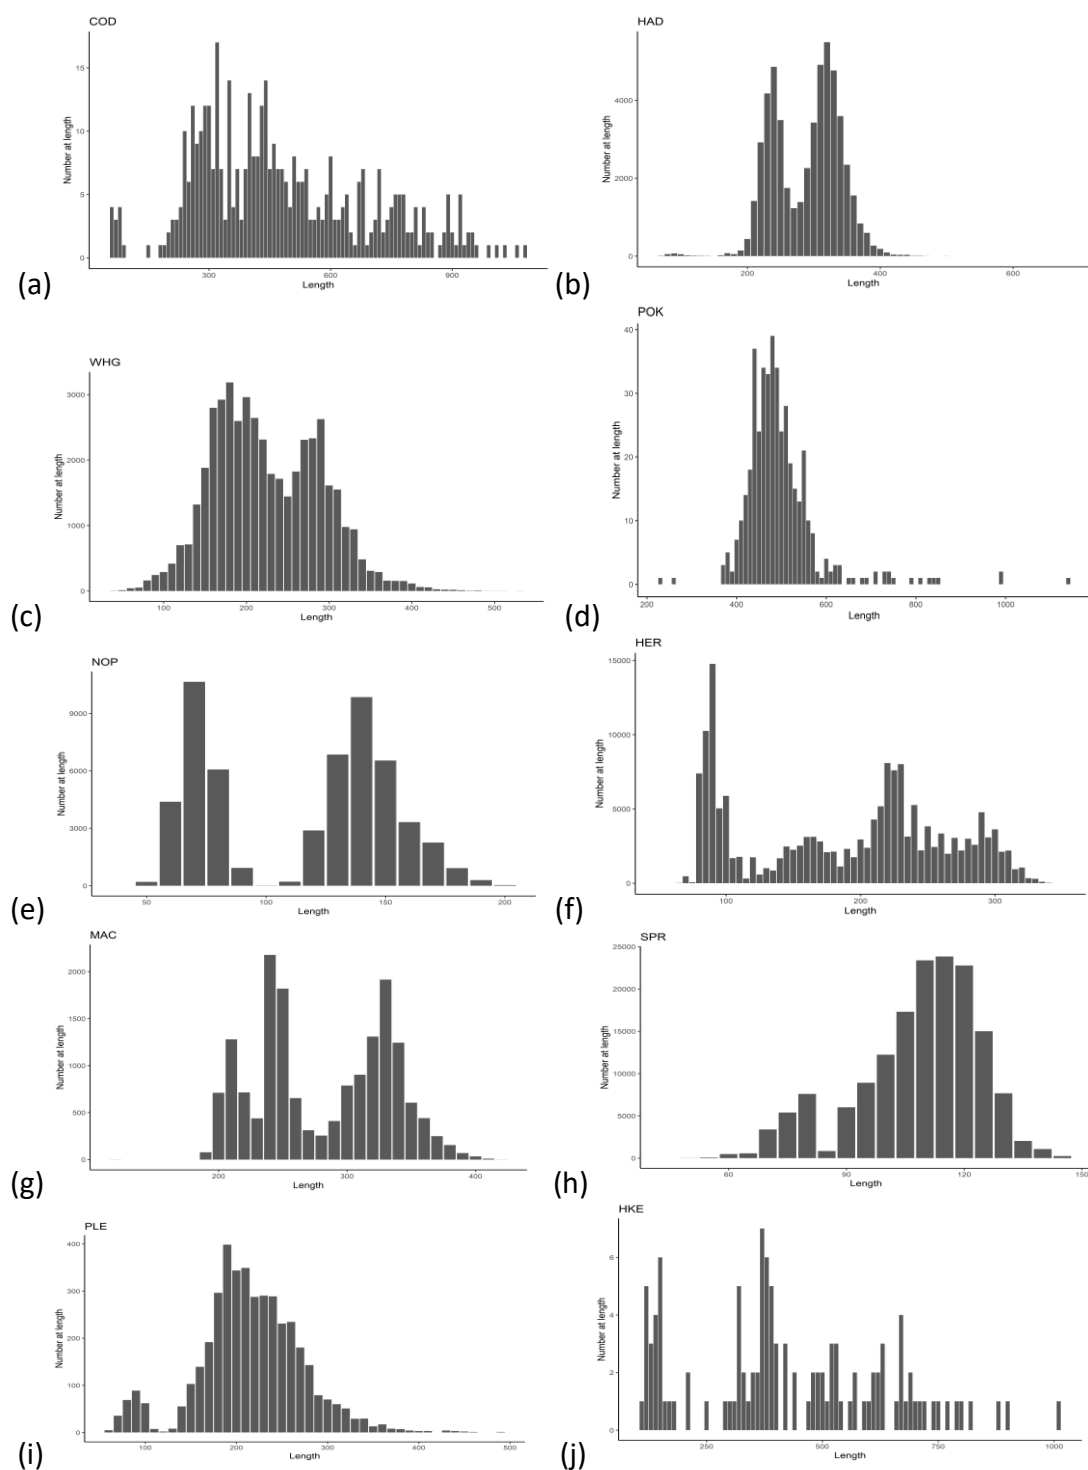 COD
Number at length
15
10
5
0
300
600
900
Length
(a)
HAD
Number at length
4000
2000
0
200
400
600
Length
(b)
WHG
Number at length
3000
2000
1000
0
100
200
300
400
500
Length
(c)
POK
Number at length
40
30
20
10
0
200
400
600
800
1000
Length
(d)
NOP
Number at length
9000
6000
3000
0
50
100
150
200
Length
(e)
HER
Number at length
15000
10000
5000
0
100
200
300
Length
(f)
MAC
Number at length
2000
1500
1000
500
0
200
300
400
Length
(g)
SPR
Number at length
25000
20000
15000
10000
5000
0
60
90
120
150
Length
(h)
PLE
Number at length
400
300
200
100
0
100
200
300
400
500
Length
(i)
HKE
Number at length
6
4
2
0
250
500
750
1000
Length
(j)